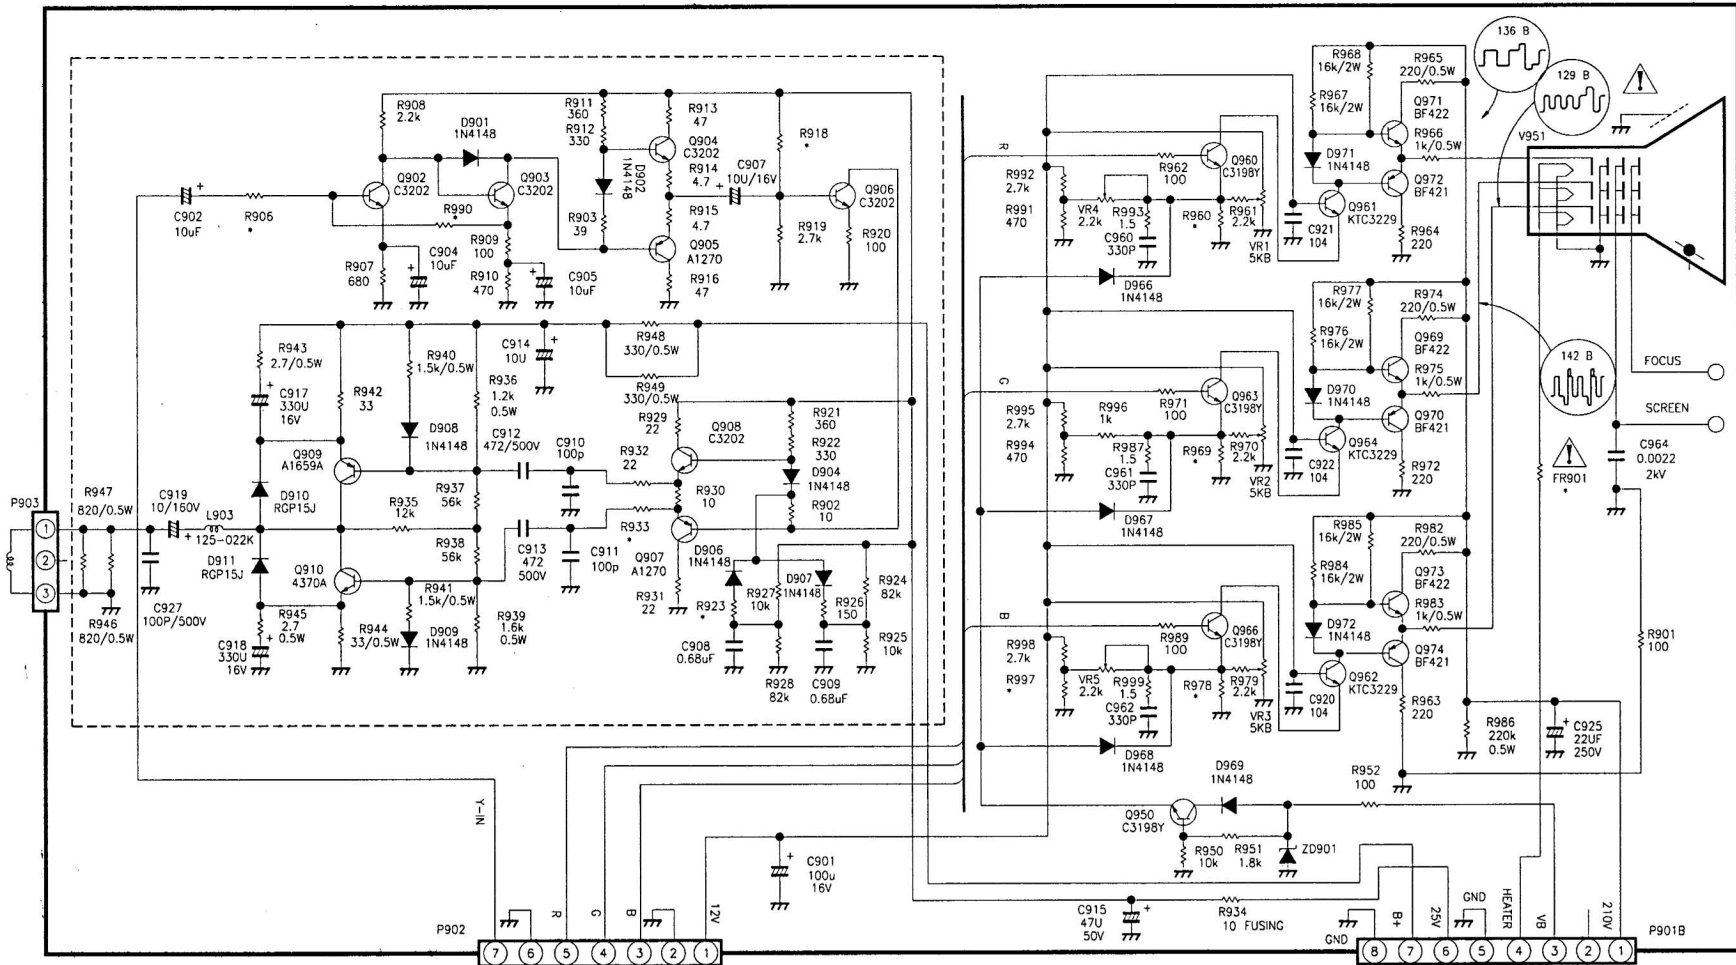 R908
2.2k
D901
1N4148
Q902
C3202
Q903
C3202
C902
10uF
R906
*
R990
*
C904
10uF
R909
100
R907
680
R910
470
C905
10uF
R911
360
R912
330
D902
1N4148
R903
39
R913
47
Q904
C3202
R914
4.7
C907
10U/16V
R915
4.7
Q905
A1270
R916
47
R918
*
Q906
C3202
R919
2.7k
R920
100
R943
2.7/0.5W
C917
330U
16V
R942
33
R940
1.5k/0.5W
R936
1.2k
0.5W
C914
10U
R948
330/0.5W
R949
330/0.5W
D908
1N4148
C912
472/500V
C910
100p
Q909
A1659A
R929
22
Q908
C3202
R921
360
R922
330
R932
22
D904
1N4148
R930
10
R902
10
P903
1
2
3
R947
820/0.5W
C919
10/160V
L903
125-022K
D910
RGP15J
R935
12k
R937
56k
R938
56k
D911
RGP15J
Q910
4370A
C913
472
500V
C911
100p
R933
*
Q907
A1270
D906
1N4148
R931
22
R923
*
R927
10k
D907
1N4148
R926
150
R924
82k
R925
10k
R946
820/0.5W
C927
100P/500V
C918
330U
16V
R945
2.7
0.5W
R944
33/0.5W
R941
1.5k/0.5W
D909
1N4148
R939
1.6k
0.5W
C908
0.68uF
R928
82k
C909
0.68uF
R
R992
2.7k
R991
470
VR4
2.2k
R993
1.5
C960
330P
R962
100
Q960
C3198Y
R960
*
R961
2.2k
VR1
5KB
D966
1N4148
C921
104
Q961
KTC3229
R968
16k/2W
R967
16k/2W
R965
220/0.5W
Q971
BF422
R966
1k/0.5W
D971
1N4148
Q972
BF421
R964
220
136 B
129 B
V951
G
R995
2.7k
R994
470
R996
1k
R987
1.5
C961
330P
R971
100
Q963
C3198Y
R969
*
R970
2.2k
VR2
5KB
D967
1N4148
C922
104
Q964
KTC3229
R977
16k/2W
R976
16k/2W
R974
220/0.5W
Q969
BF422
R975
1k/0.5W
D970
1N4148
Q970
BF421
R972
220
142 B
FOCUS
SCREEN
C964
0.0022
2kV
FR901
*
B
R998
2.7k
R997
*
VR5
2.2k
R999
1.5
C962
330P
R989
100
Q966
C3198Y
R978
*
R979
2.2k
VR3
5KB
D968
1N4148
C920
104
Q962
KTC3229
R985
16k/2W
R984
16k/2W
R982
220/0.5W
Q973
BF422
R983
1k/0.5W
D972
1N4148
Q974
BF421
R963
220
R901
100
R986
220k
0.5W
C925
22UF
250V
D969
1N4148
R952
100
Q950
C3198Y
R950
10k
R951
1.8k
ZD901
C901
100u
16V
C915
47U
50V
R934
10 FUSING
Y-IN
R
G
B
12V
P902
7
6
5
4
3
2
1
GND
B+
25V
GND
HEATER
VB
210V
P901B
8
7
6
5
4
3
2
1